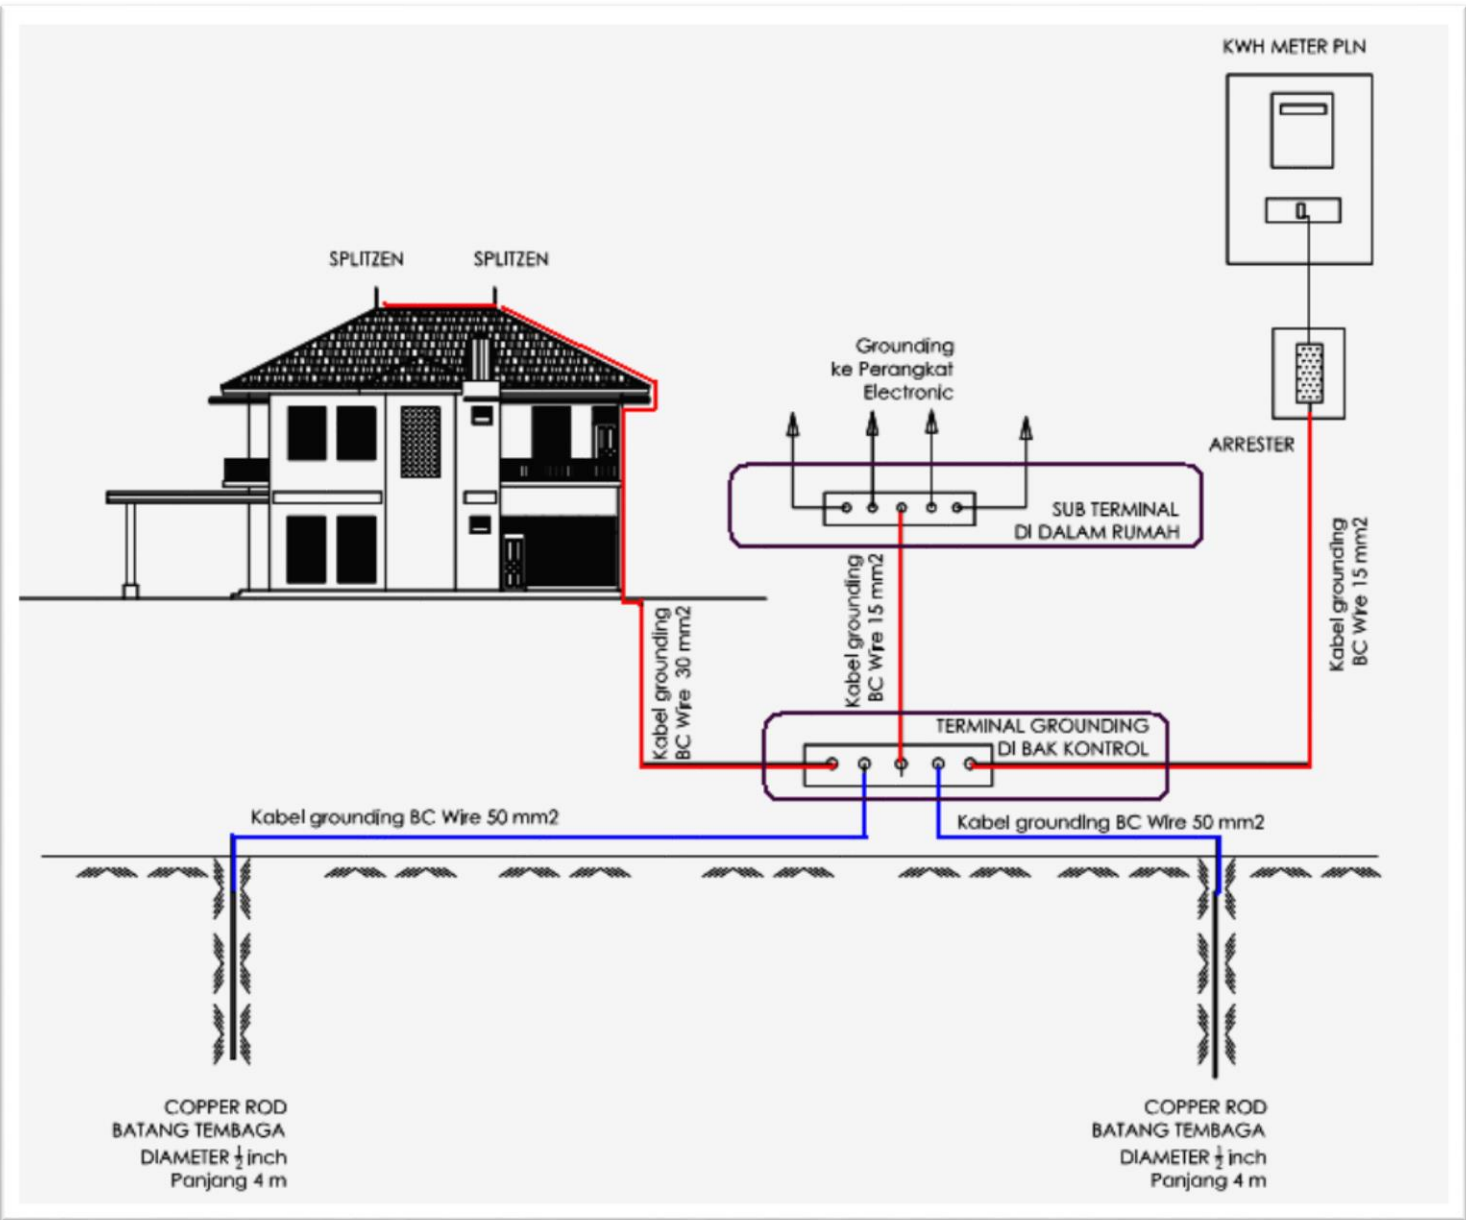 KWH METER PLN
SPLITZEN
SPLITZEN
Grounding
ke Perangkat
Electronic
ARRESTER
SUB TERMINAL
DI DALAM RUMAH
Kabel grounding
BC Wire 15 mm2
Kabel grounding
BC Wire 15 mm2
Kabel grounding
BC Wire 30 mm2
TERMINAL GROUNDING
DI BAK KONTROL
Kabel grounding BC Wire 50 mm2
Kabel grounding BC Wire 50 mm2
COPPER ROD
BATANG TEMBAGA
DIAMETER ½ inch
Panjang 4 m
COPPER ROD
BATANG TEMBAGA
DIAMETER ½ inch
Panjang 4 m